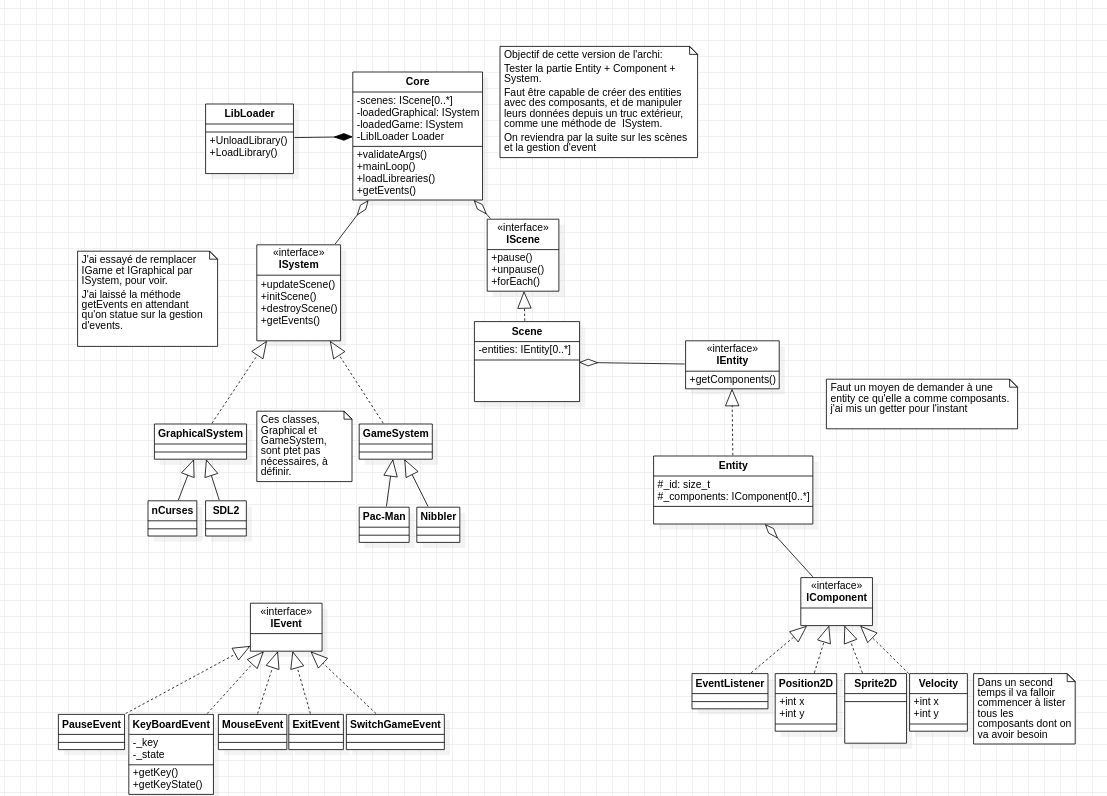 Objectif de cette version de l'archi:
Tester la partie Entity + Component +
System.
Faut être capable de créer des entities
avec des composants, et de manipuler
leurs données depuis un truc extérieur,
comme une méthode de ISystem.
On reviendra par la suite sur les scènes
et la gestion d'event
Core
-scenes: IScene[0..*]
-loadedGraphical: ISystem
-loadedGame: ISystem
-LiblLoader Loader
+validateArgs()
+mainLoop()
+loadLibrearies()
+getEvents()
LibLoader
+UnloadLibrary()
+LoadLibrary()
«interface»
IScene
+pause()
+unpause()
+forEach()
«interface»
ISystem
+updateScene()
+initScene()
+destroyScene()
+getEvents()
J'ai essayé de remplacer
IGame et IGraphical par
ISystem, pour voir.
J'ai laissé la méthode
getEvents en attendant
qu'on statue sur la gestion
d'events.
Scene
-entities: IEntity[0..*]
«interface»
IEntity
+getComponents()
Faut un moyen de demander à une
entity ce qu'elle a comme composants.
j'ai mis un getter pour l'instant
GraphicalSystem
Ces classes,
Graphical et
GameSystem,
sont ptet pas
nécessaires, à
définir.
GameSystem
Entity
#_id: size_t
#_components: IComponent[0..*]
nCurses
SDL2
Pac-Man
Nibbler
«interface»
IComponent
«interface»
IEvent
EventListener
Position2D
+int x
+int y
Sprite2D
Velocity
+int x
+int y
Dans un second
temps il va falloir
commencer à lister
tous les
composants dont on
va avoir besoin
PauseEvent
KeyBoardEvent
-_key
-_state
+getKey()
+getKeyState()
MouseEvent
ExitEvent
SwitchGameEvent